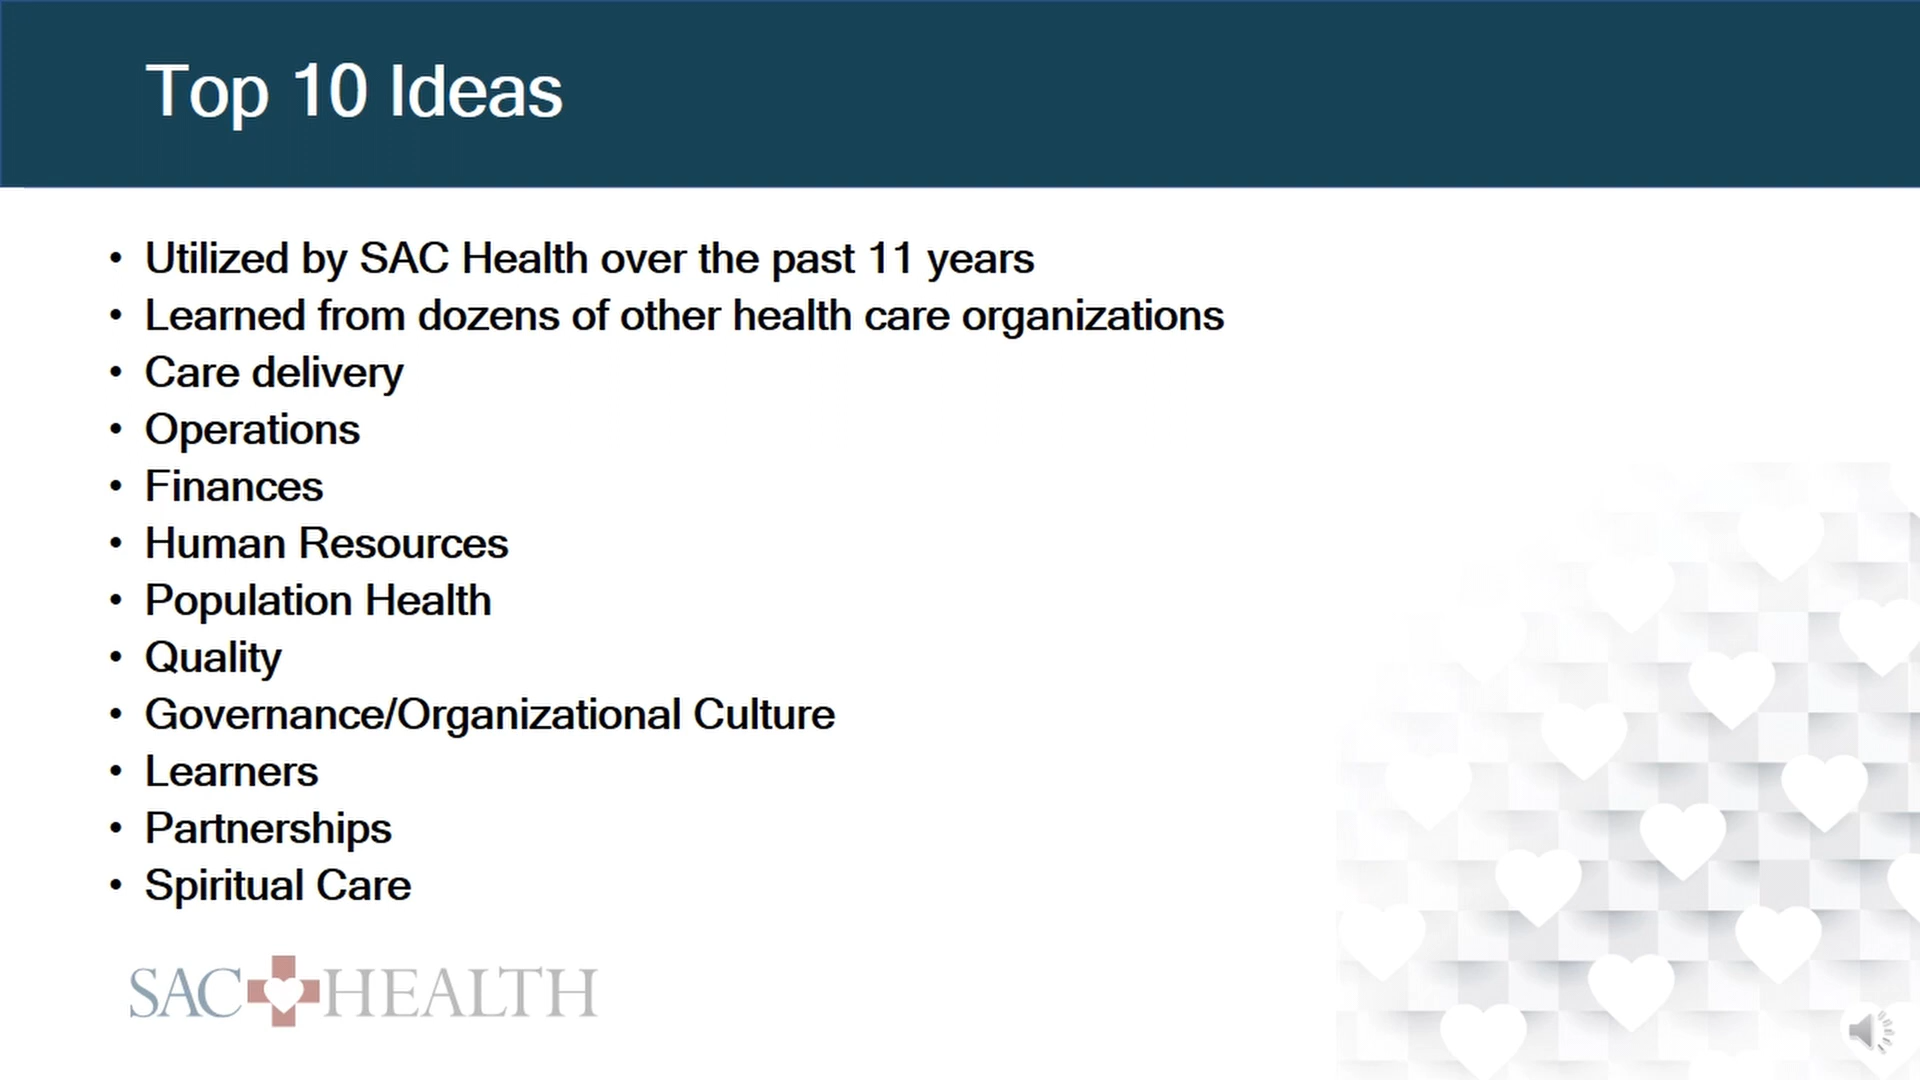 Top 10 Ideas
• Utilized by SAC Health over the past 11 years
• Learned from dozens of other health care organizations
• Care delivery
• Operations
• Finances
• Human Resources
• Population Health
• Quality
• Governance/Organizational Culture
• Learners
• Partnerships
• Spiritual Care
SAC HEALTH